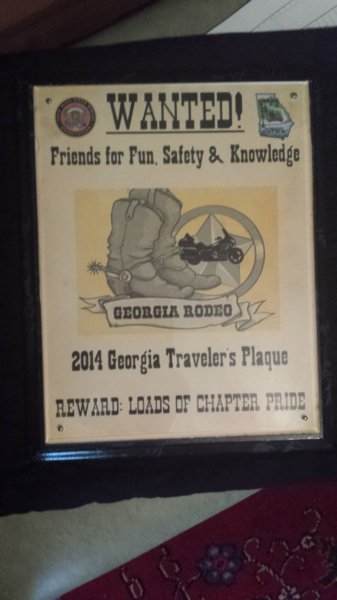 WANTED!
Friends for Fun, Safety & Knowledge
GEORGIA RODEO
2014 Georgia Traveler's Plaque
REWARD: LOADS OF CHAPTER PRIDE